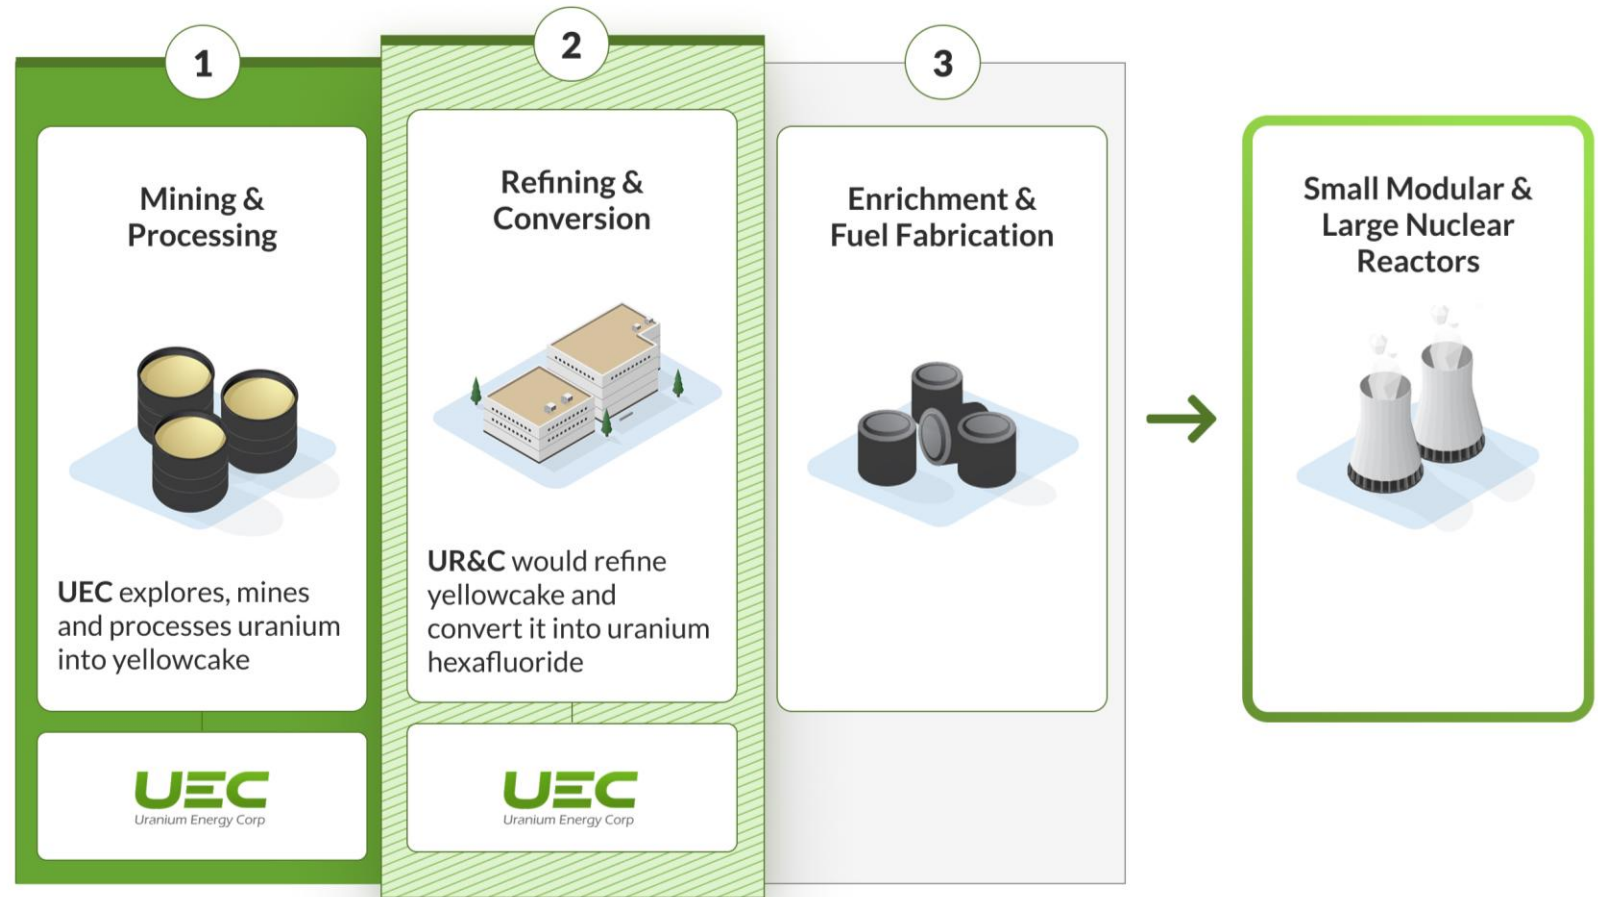 1
Mining &
Processing
UEC explores, mines
and processes uranium
into yellowcake
UEC
Uranium Energy Corp
2
Refining &
Conversion
UR&C would refine
yellowcake and
convert it into uranium
hexafluoride
UEC
Uranium Energy Corp
3
Enrichment &
Fuel Fabrication
Small Modular &
Large Nuclear
Reactors